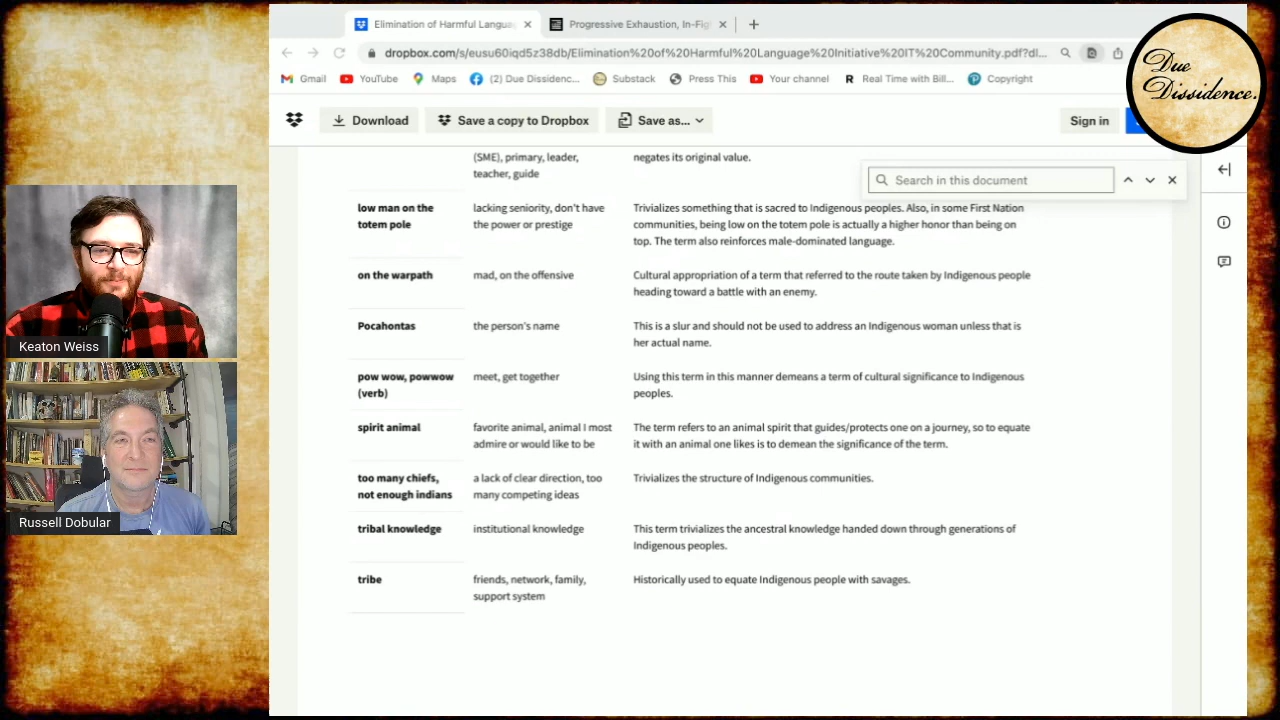 Elimination of Harmful Langua
Progressive Exhaustion, In-Fig
dropbox.com/s/eusu60iqd5z38db/Elimination%20of%20Harmful%20Language%20Initiative%20IT%20Community.pdf?dl...
Gmail
YouTube
Maps
(2) Due Dissidenc...
Substack
Press This
Your channel
R Real Time with Bill...
Copyright
Due
Dissidence.
Download
Save a copy to Dropbox
Save as...
Sign in
Search in this document
(SME), primary, leader,
teacher, guide
negates its original value.
low man on the
totem pole
lacking seniority, don't have
the power or prestige
Trivializes something that is sacred to Indigenous peoples. Also, in some First Nation
communities, being low on the totem pole is actually a higher honor than being on
top. The term also reinforces male-dominated language.
on the warpath
mad, on the offensive
Cultural appropriation of a term that referred to the route taken by Indigenous people
heading toward a battle with an enemy.
Pocahontas
the person's name
This is a slur and should not be used to address an Indigenous woman unless that is
her actual name.
pow wow, powwow
(verb)
meet, get together
Using this term in this manner demeans a term of cultural significance to Indigenous
peoples.
spirit animal
favorite animal, animal I most
admire or would like to be
The term refers to an animal spirit that guides/protects one on a journey, so to equate
it with an animal one likes is to demean the significance of the term.
too many chiefs,
not enough indians
a lack of clear direction, too
many competing ideas
Trivializes the structure of Indigenous communities.
tribal knowledge
institutional knowledge
This term trivializes the ancestral knowledge handed down through generations of
Indigenous peoples.
tribe
friends, network, family,
support system
Historically used to equate Indigenous people with savages.
Keaton Weiss
Russell Dobular